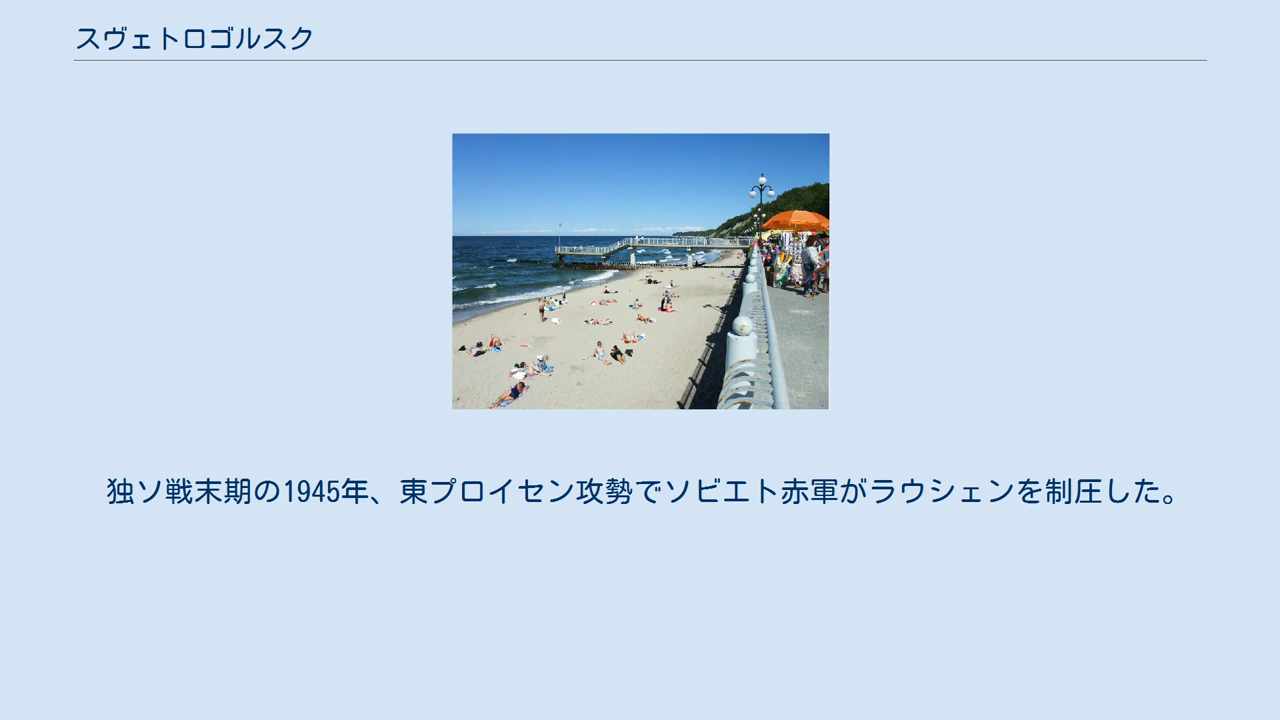 スヴェトロゴルスク
独ソ戦末期の1945年、東プロイセン攻勢でソビエト赤軍がラウシェンを制圧した。